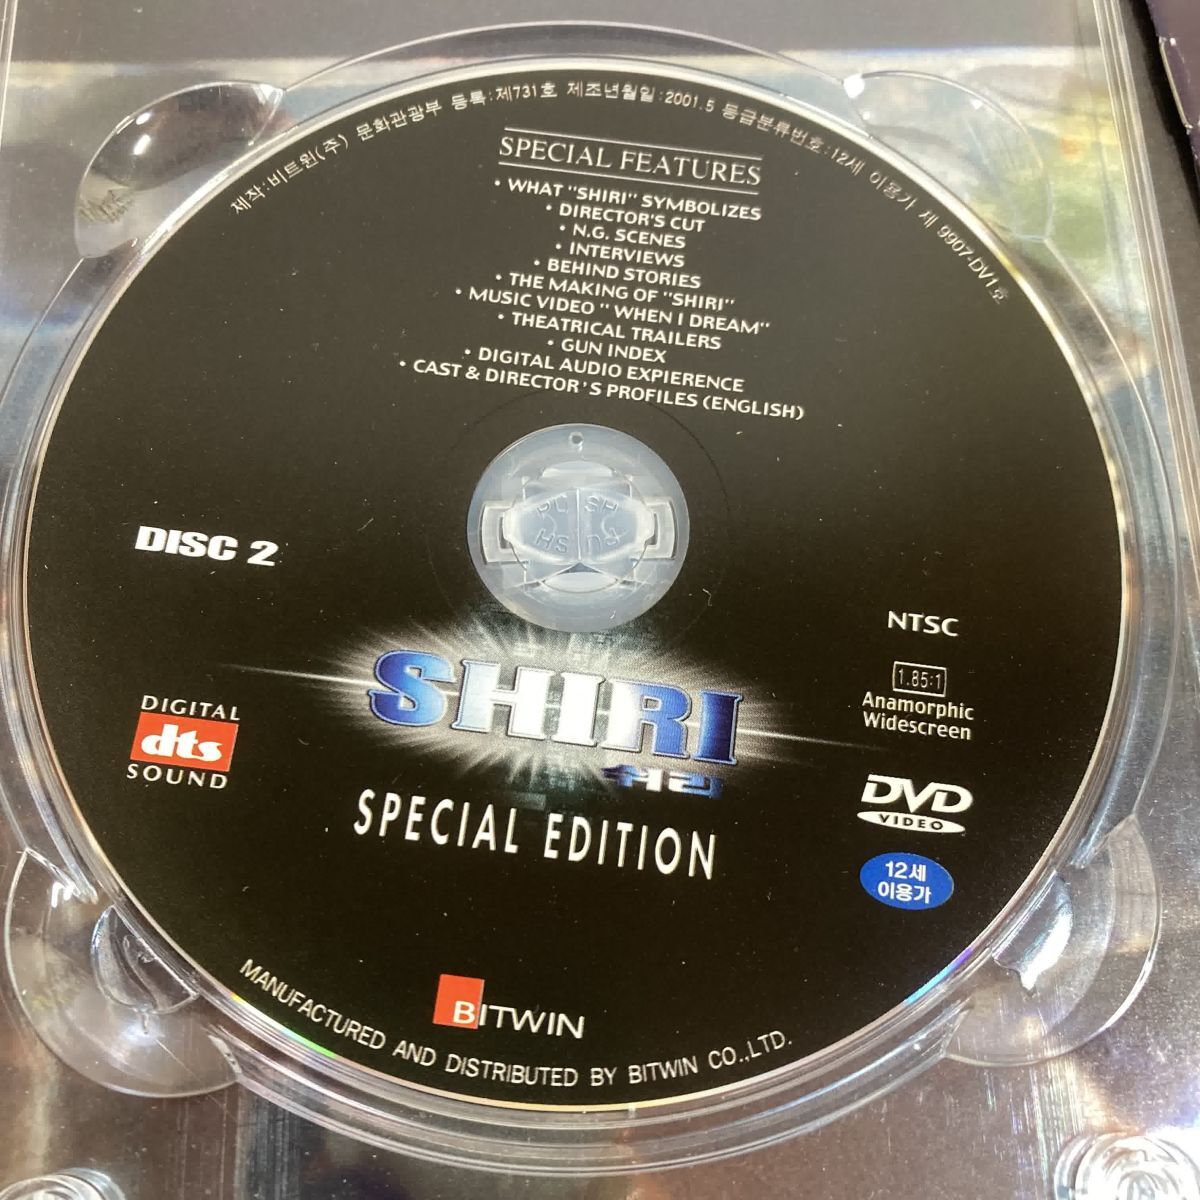 제작:비트윈(주) 문화관광부 등록:제731호 제조년월일:2001.5 등급분류번호:12세 이용가 새 9907-DV1호
SPECIAL FEATURES
• WHAT "SHIRI" SYMBOLIZES
• DIRECTOR'S CUT
• N.G. SCENES
• INTERVIEWS
• BEHIND STORIES
• THE MAKING OF "SHIRI"
• MUSIC VIDEO " WHEN I DREAM"
• THEATRICAL TRAILERS
• GUN INDEX
• DIGITAL AUDIO EXPIERENCE
• CAST & DIRECTOR'S PROFILES (ENGLISH)
PUSH
PUSH
DISC 2
NTSC
1.85:1
Anamorphic
Widescreen
DIGITAL
dts
SOUND
SHIRI
쉬리
SPECIAL EDITION
DVD
VIDEO
12세
이용가
BITWIN
MANUFACTURED AND DISTRIBUTED BY BITWIN CO.,LTD.